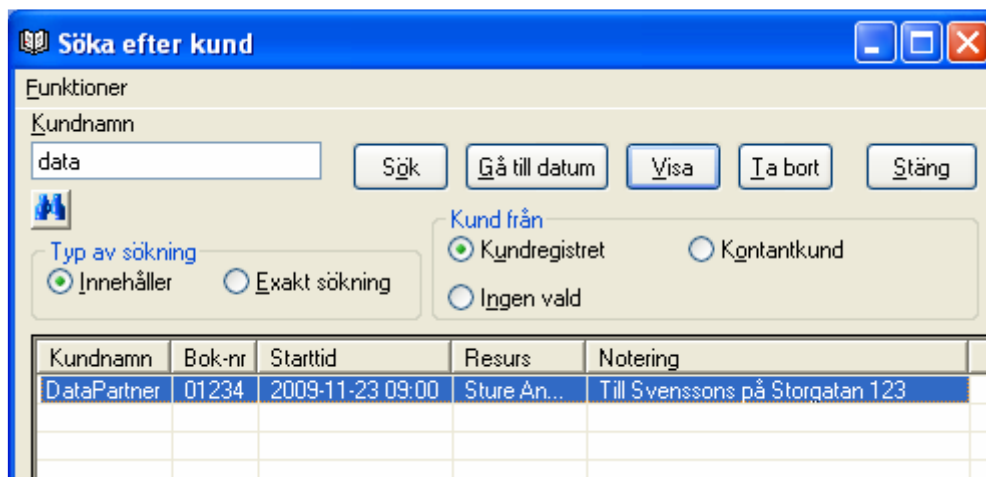 Söka efter kund
Funktioner
Kundnamn
data
Sök Gå till datum Visa Ta bort Stäng
Kund från
Typ av sökning
Kundregistret Kontantkund
Innehåller Exakt sökning
Ingen vald
Kundnamn Bok-nr Starttid Resurs Notering
DataPartner 01234 2009-11-23 09:00 Sture An... Till Svenssons på Storgatan 123